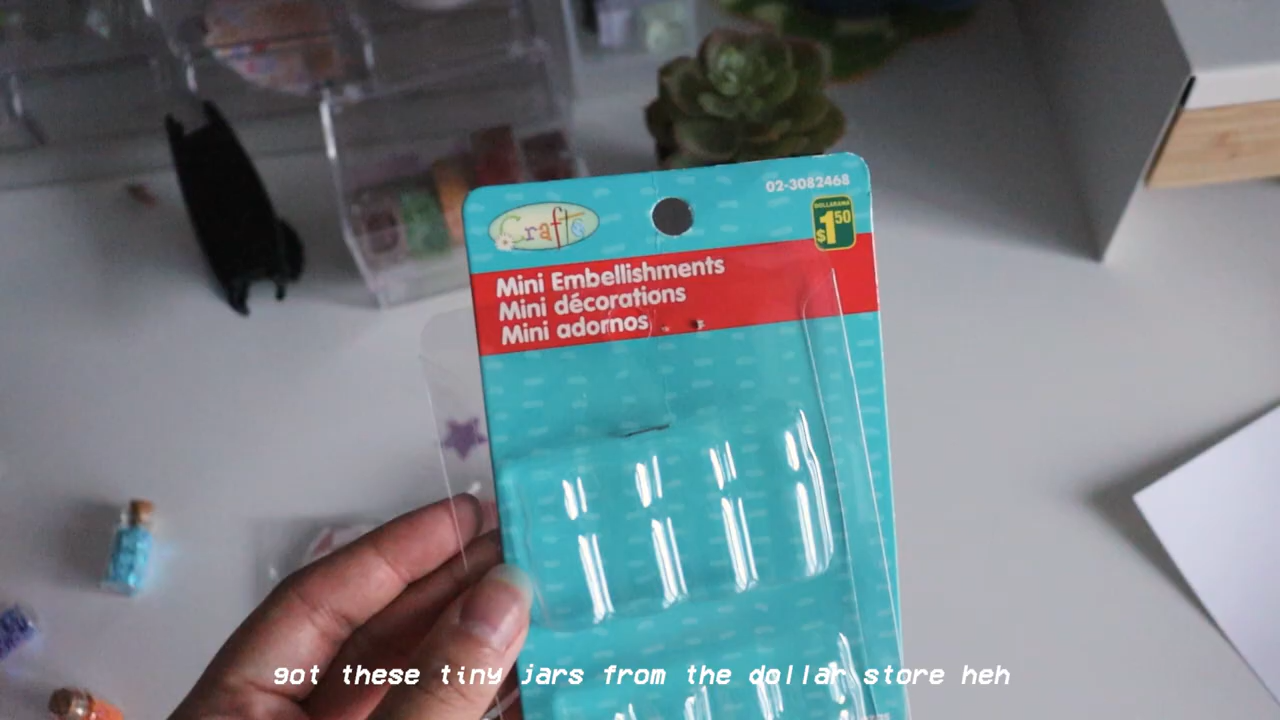 02-3082468
Crafts
DOLLARAMA
$1.50
Mini Embellishments
Mini décorations
Mini adornos
got these tiny jars from the dollar store heh